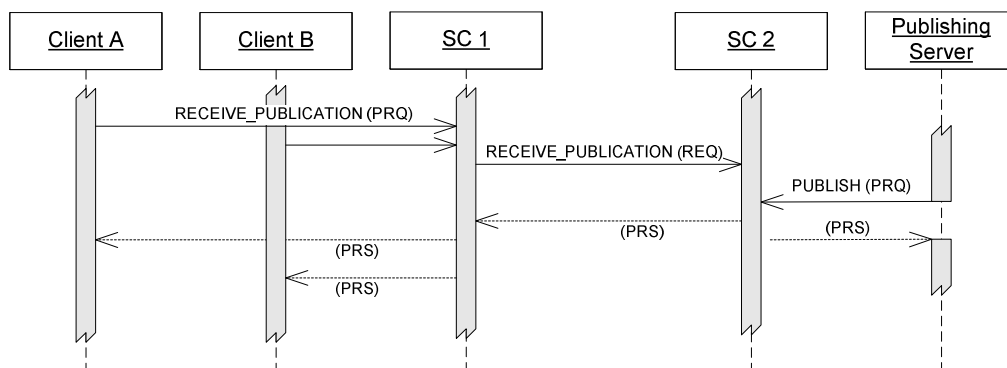 Client A
Client B
SC 1
SC 2
Publishing
Server
RECEIVE_PUBLICATION (PRQ)
RECEIVE_PUBLICATION (REQ)
PUBLISH (PRQ)
(PRS)
(PRS)
(PRS)
(PRS)